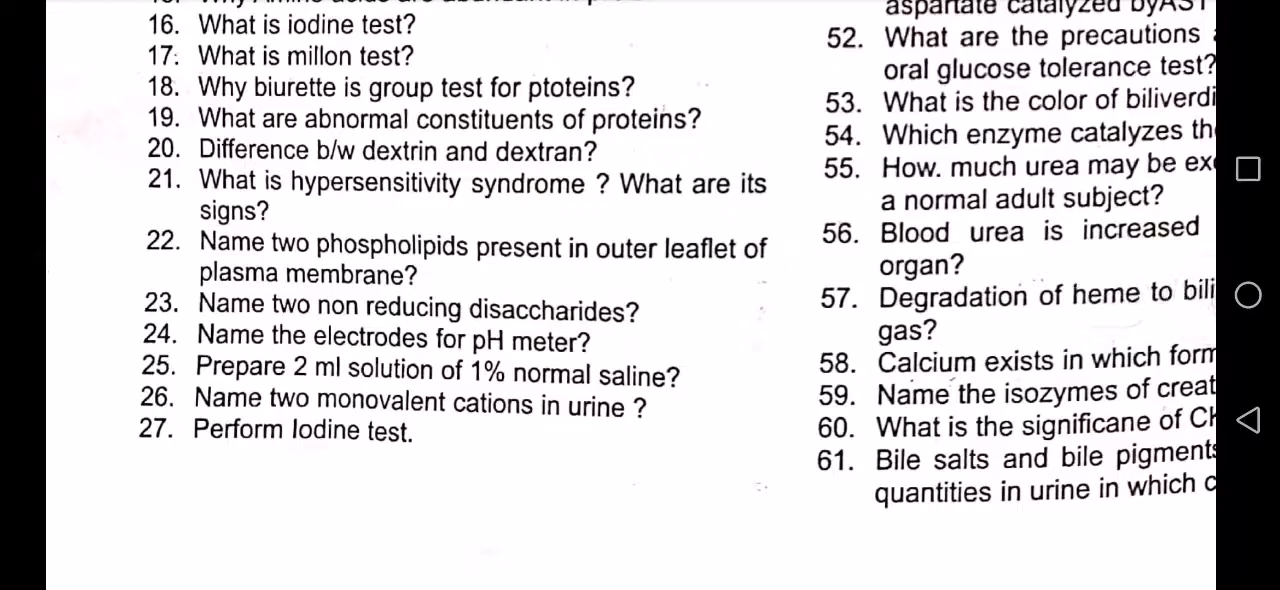 16. What is iodine test?
17: What is millon test?
18. Why biurette is group test for ptoteins?
19. What are abnormal constituents of proteins?
20. Difference b/w dextrin and dextran?
21. What is hypersensitivity syndrome ? What are its
signs?
22. Name two phospholipids present in outer leaflet of
plasma membrane?
23. Name two non reducing disaccharides?
24. Name the electrodes for pH meter?
25. Prepare 2 ml solution of 1% normal saline?
26. Name two monovalent cations in urine ?
27. Perform Iodine test.
aspartate catalyzed byAST
52. What are the precautions
oral glucose tolerance test?
53. What is the color of biliverdi
54. Which enzyme catalyzes th
55. How. much urea may be ex
a normal adult subject?
56. Blood urea is increased
organ?
57. Degradation of heme to bili
gas?
58. Calcium exists in which form
59. Name the isozymes of creat
60. What is the significane of
61. Bile salts and bile pigments
quantities in urine in which